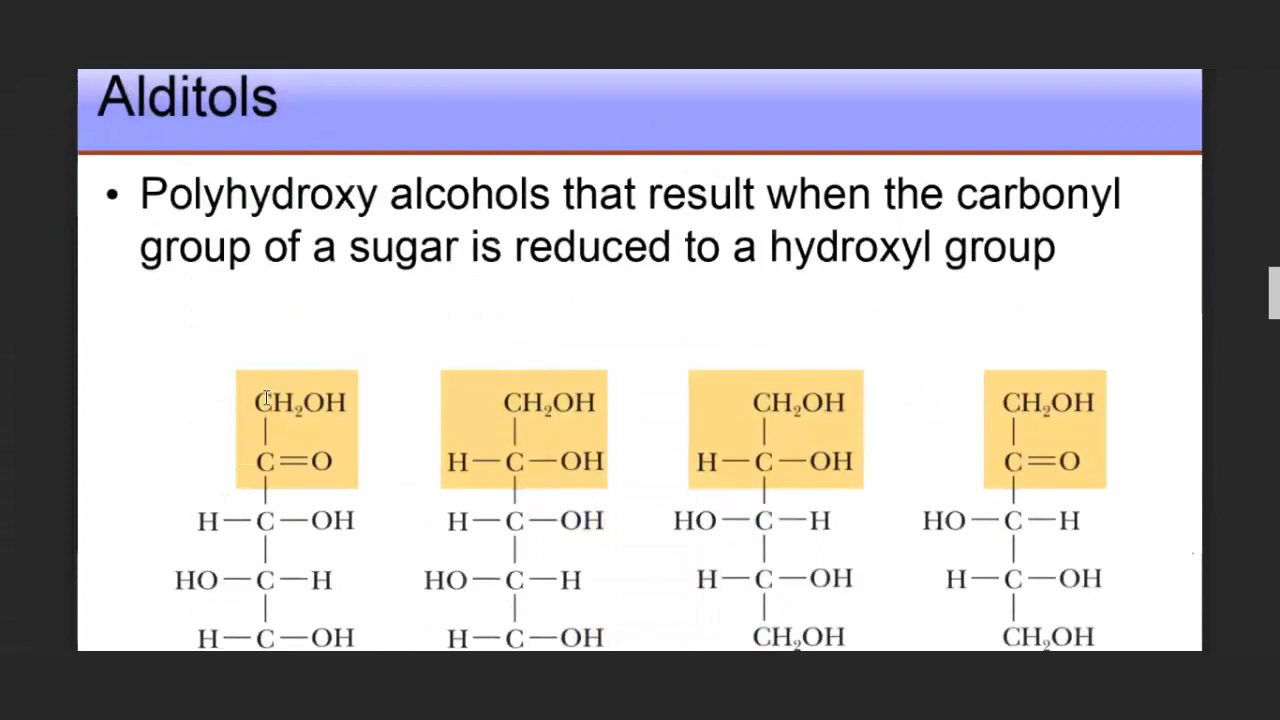 Alditols
• Polyhydroxy alcohols that result when the carbonyl
group of a sugar is reduced to a hydroxyl group
CH₂OH CH₂OH CH₂OH CH₂OH
C=O H—C—OH H—C—OH C=O
H—C—OH H—C—OH HO—C—H HO—C—H
HO—C—H HO—C—H H—C—OH H—C—OH
H—C—OH H—C—OH CH₂OH CH₂OH